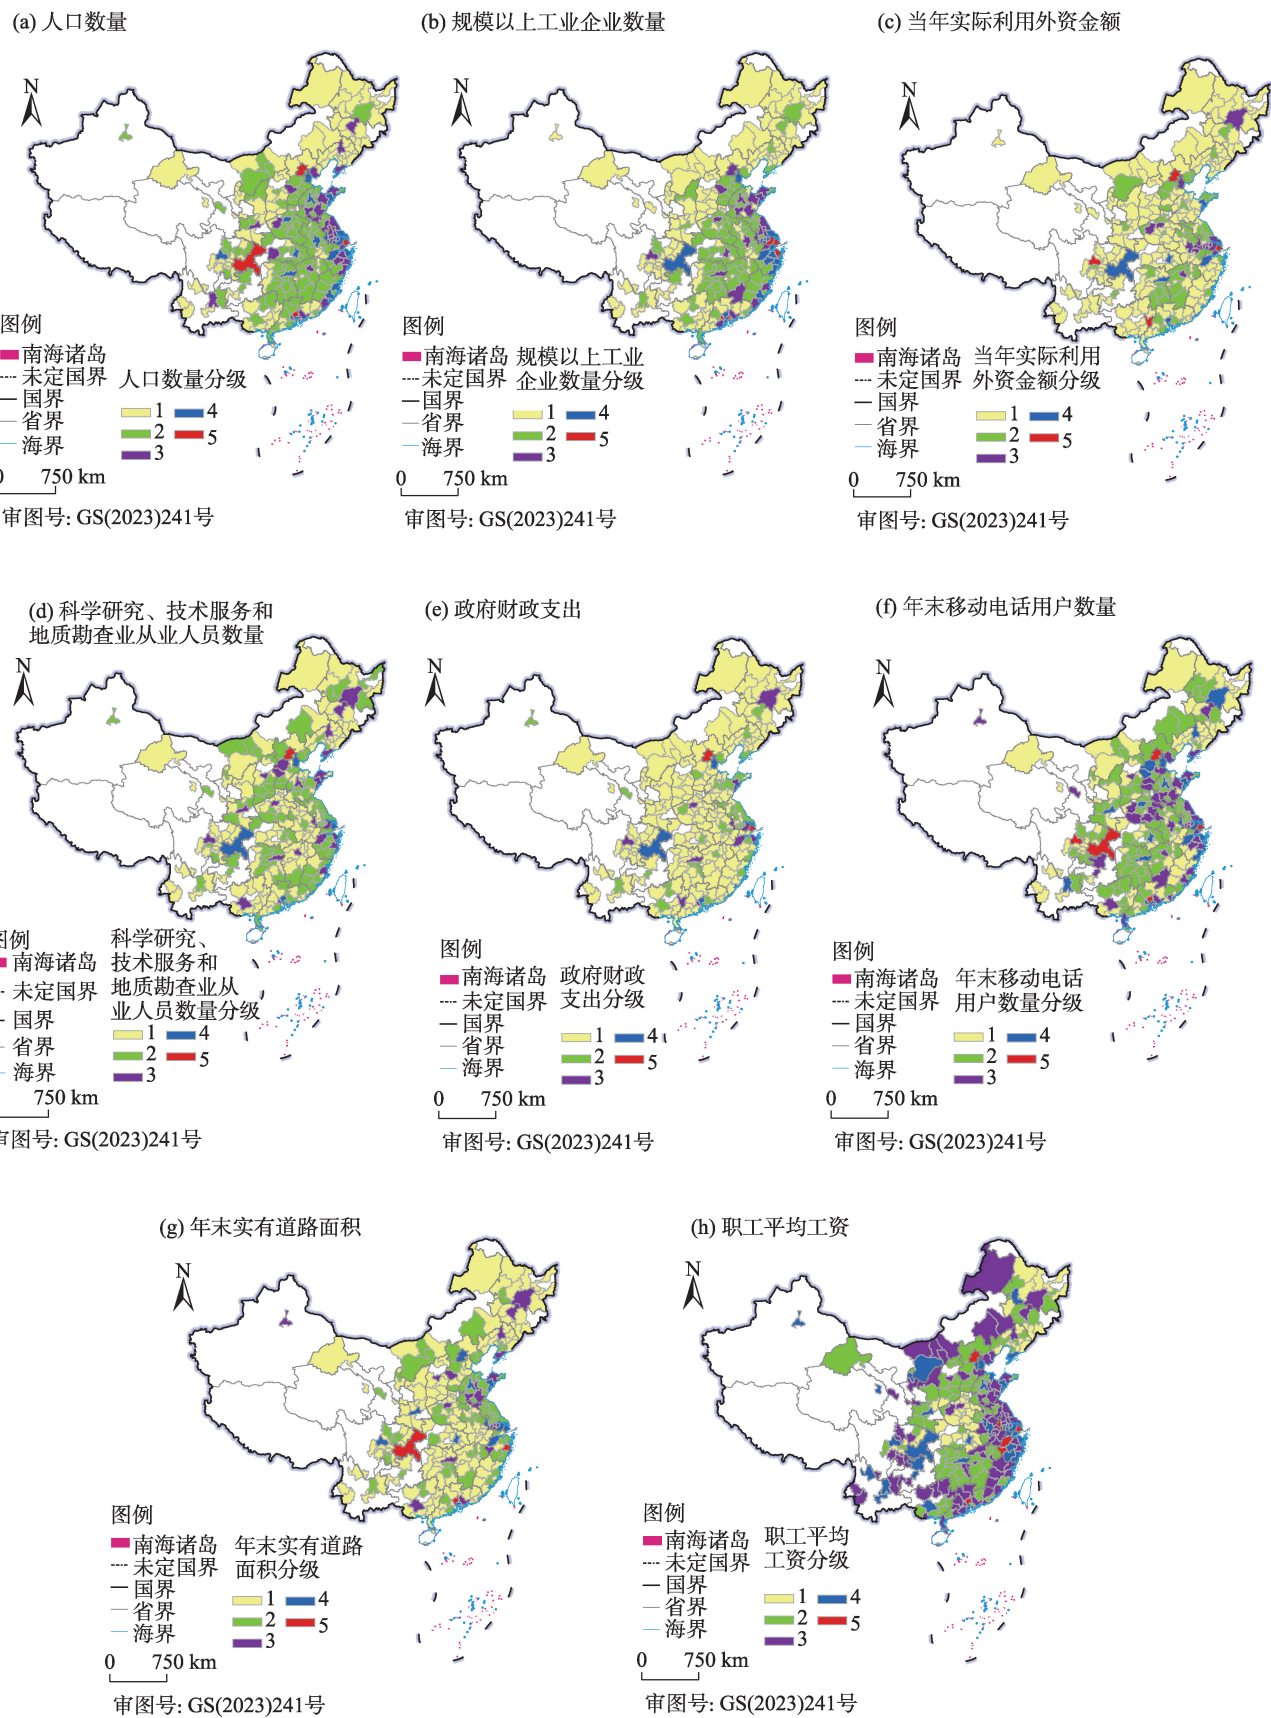 (a) 人口数量
N
图例
南海诸岛
未定国界
国界
省界
海界
人口数量分级
1
2
3
4
5
0
750 km
审图号: GS(2023)241号
(b) 规模以上工业企业数量
N
图例
南海诸岛
未定国界
国界
省界
海界
规模以上工业
企业数量分级
1
2
3
4
5
0
750 km
审图号: GS(2023)241号
(c) 当年实际利用外资金额
N
图例
南海诸岛
未定国界
国界
省界
海界
当年实际利用
外资金额分级
1
2
3
4
5
0
750 km
审图号: GS(2023)241号
(d) 科学研究、技术服务和
地质勘查业从业人员数量
N
图例
南海诸岛
未定国界
国界
省界
海界
科学研究、
技术服务和
地质勘查业从
业人员数量分级
1
2
3
4
5
750 km
审图号: GS(2023)241号
(e) 政府财政支出
N
图例
南海诸岛
未定国界
国界
省界
海界
政府财政
支出分级
1
2
3
4
5
0
750 km
审图号: GS(2023)241号
(f) 年末移动电话用户数量
N
图例
南海诸岛
未定国界
国界
省界
海界
年末移动电话
用户数量分级
1
2
3
4
5
0
750 km
审图号: GS(2023)241号
(g) 年末实有道路面积
N
图例
南海诸岛
未定国界
国界
省界
海界
年末实有道路
面积分级
1
2
3
4
5
0
750 km
审图号: GS(2023)241号
(h) 职工平均工资
N
图例
南海诸岛
未定国界
国界
省界
海界
职工平均
工资分级
1
2
3
4
5
0
750 km
审图号: GS(2023)241号